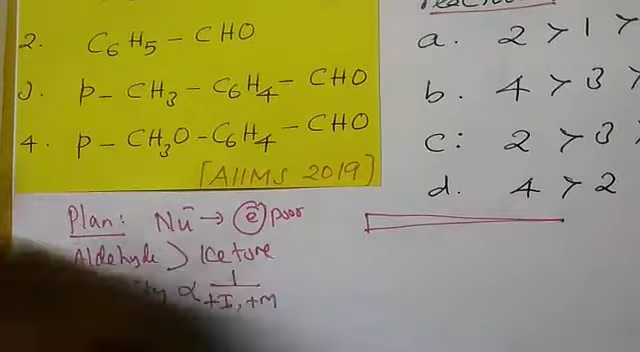 2. C6H5 - CHO
3. p - CH3 - C6H4 - CHO
4. p - CH3O - C6H4 - CHO
[AIIMS 2019]
a. 2 > 1 >
b. 4 > 3 >
c: 2 > 3 >
d. 4 > 2
Plan: Nu⁻ → e⁻ poor
Aldehyde > Ketone
∝ 1/+I, +M